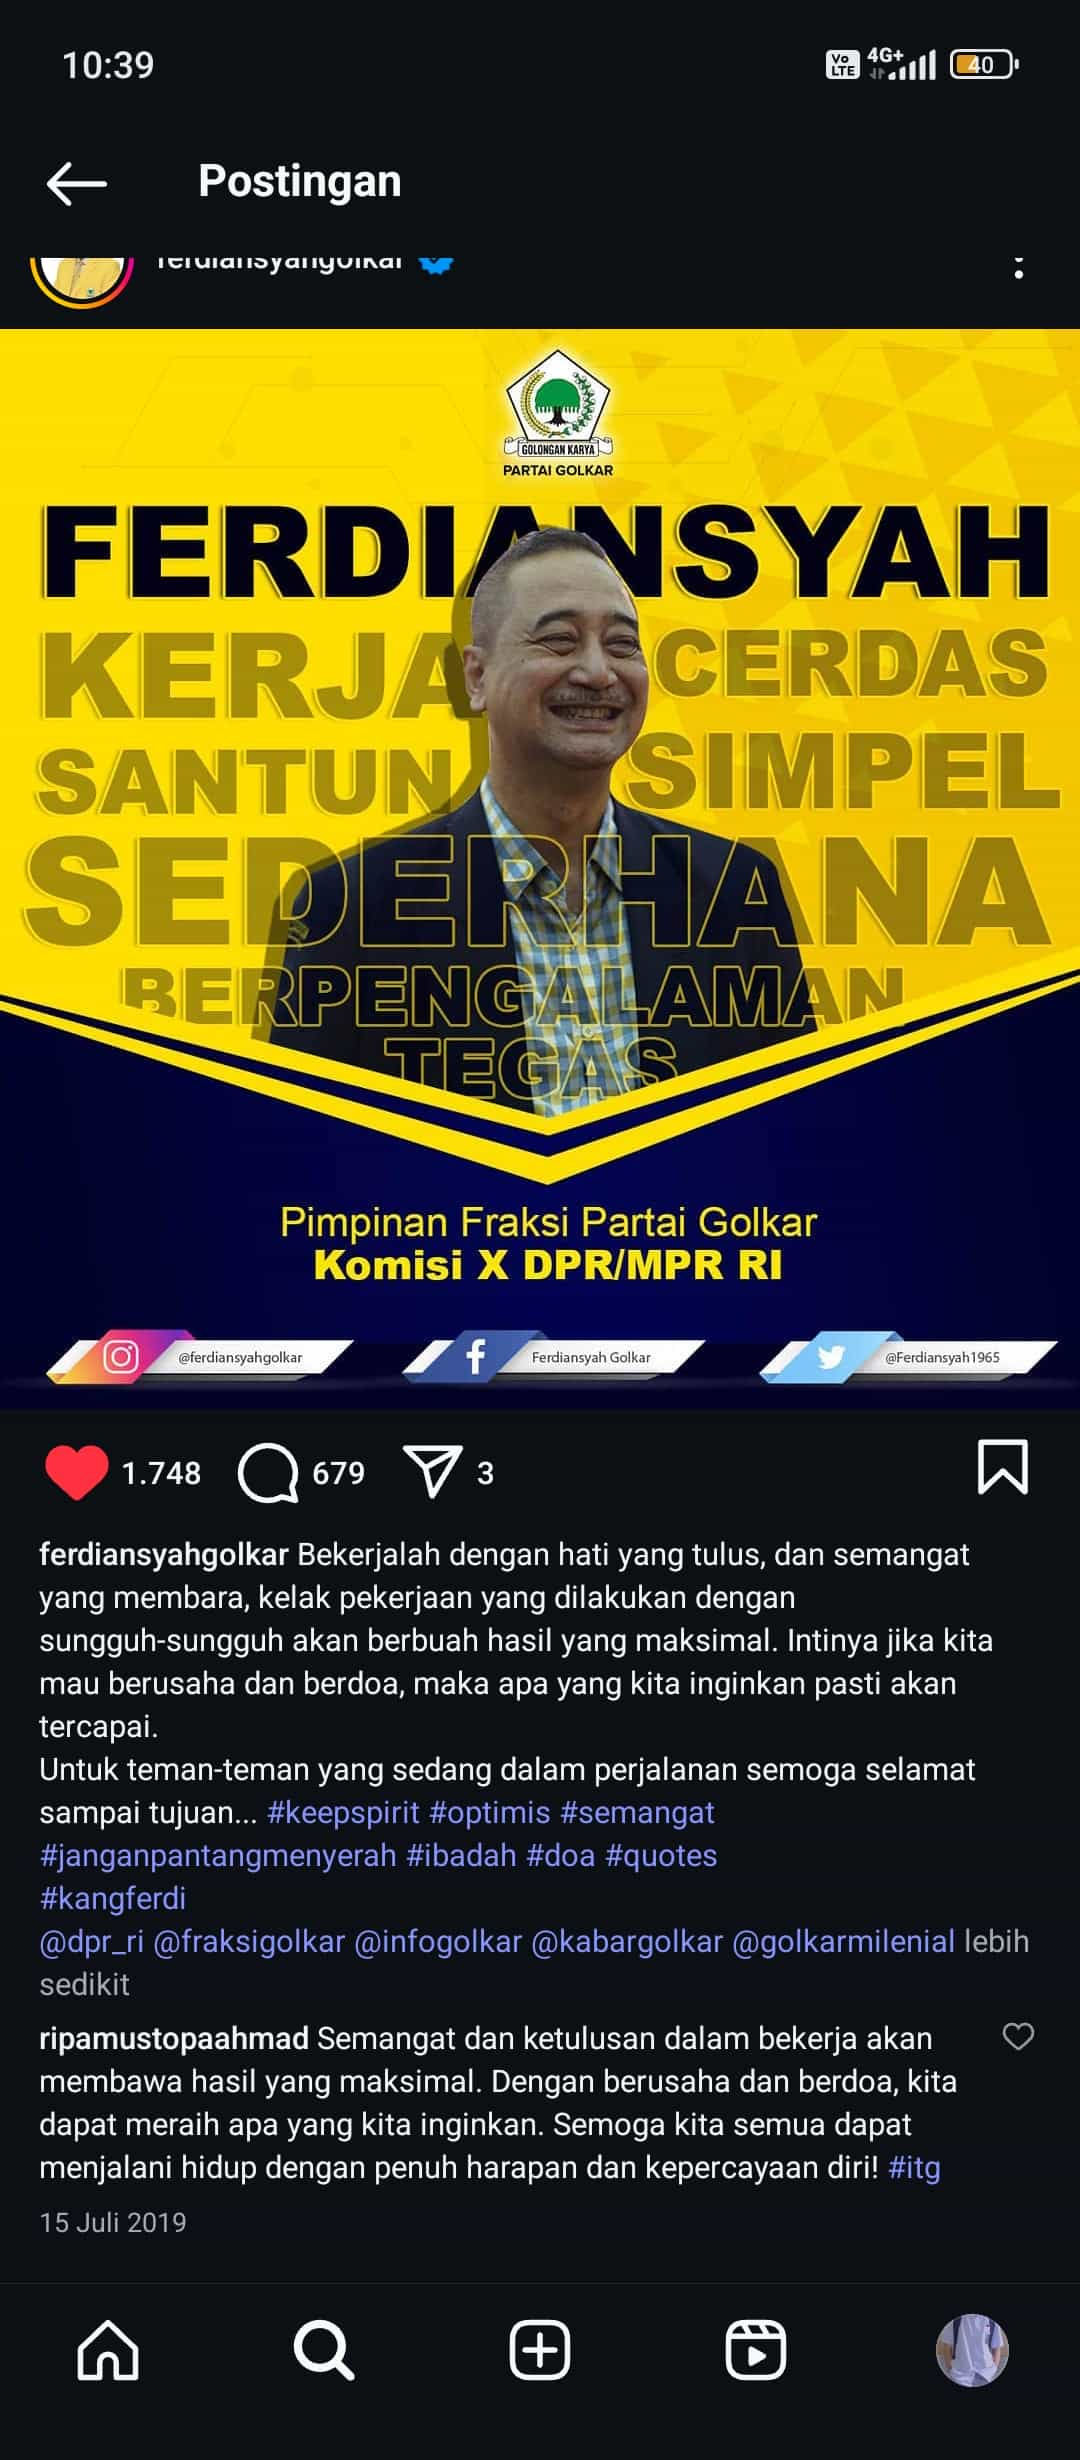 10:39
Vo LTE 4G+ 40
Postingan
ferdiansyahgolkar
GOLONGAN KARYA
PARTAI GOLKAR
FERDIANSYAH
KERJA CERDAS
SANTUN SIMPEL
SEDERHANA
BERPENGALAMAN
TEGAS
Pimpinan Fraksi Partai Golkar
Komisi X DPR/MPR RI
@ferdiansyahgolkar Ferdiansyah Golkar @Ferdiansyah1965
1.748 679 3
ferdiansyahgolkar Bekerjalah dengan hati yang tulus, dan semangat
yang membara, kelak pekerjaan yang dilakukan dengan
sungguh-sungguh akan berbuah hasil yang maksimal. Intinya jika kita
mau berusaha dan berdoa, maka apa yang kita inginkan pasti akan
tercapai.
Untuk teman-teman yang sedang dalam perjalanan semoga selamat
sampai tujuan... #keepspirit #optimis #semangat
#janganpantangmenyerah #ibadah #doa #quotes
#kangferdi
@dpr_ri @fraksigolkar @infogolkar @kabargolkar @golkarmilenial lebih
sedikit
ripamustopaahmad Semangat dan ketulusan dalam bekerja akan
membawa hasil yang maksimal. Dengan berusaha dan berdoa, kita
dapat meraih apa yang kita inginkan. Semoga kita semua dapat
menjalani hidup dengan penuh harapan dan kepercayaan diri! #itg
15 Juli 2019